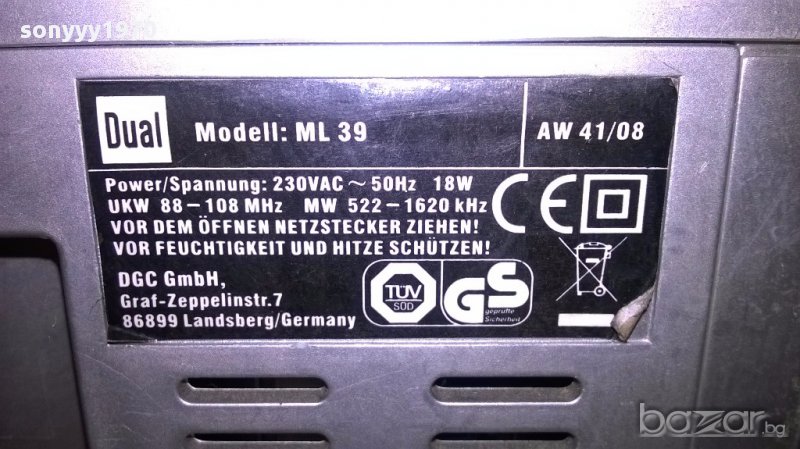 sonyyy1970
Dual Modell: ML 39 AW 41/08
Power/Spannung: 230VAC ~ 50Hz 18W
UKW 88 – 108 MHz MW 522 – 1620 kHz
VOR DEM ÖFFNEN NETZSTECKER ZIEHEN!
VOR FEUCHTIGKEIT UND HITZE SCHÜTZEN!
DGC GmbH,
Graf-Zeppelinstr.7
86899 Landsberg/Germany
CE
TÜV
SÜD
GS
geprüfte
Sicherheit
bazar.bg